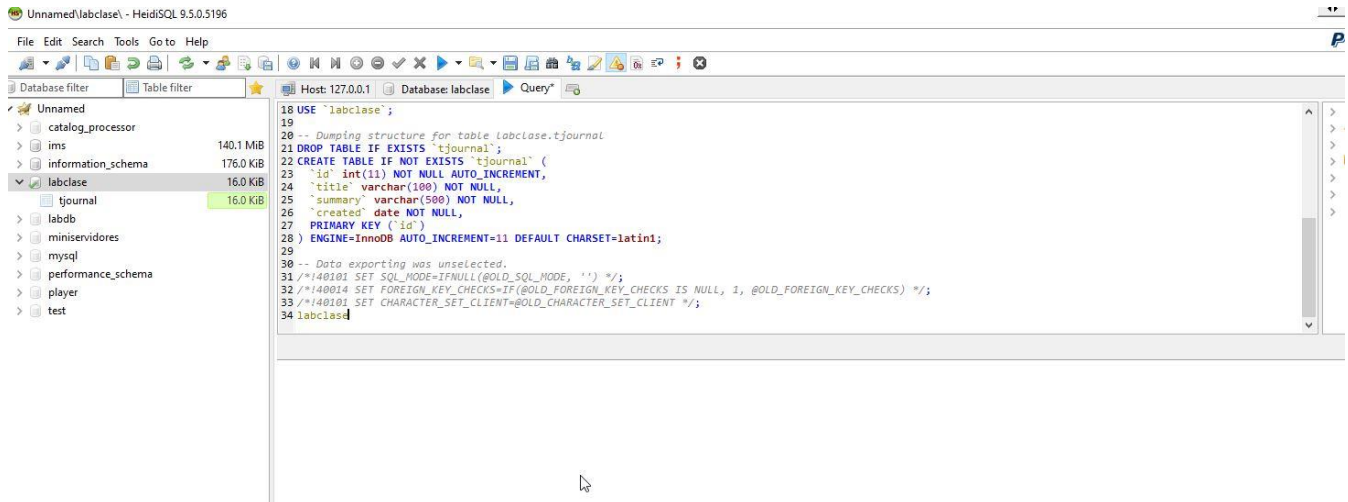 Unnamed\labclase\ - HeidiSQL 9.5.0.5196
File Edit Search Tools Go to Help
Database filter Table filter
Host: 127.0.0.1 Database: labclase Query*
Unnamed
catalog_processor
ims 140.1 MiB
information_schema 176.0 KiB
labclase 16.0 KiB
tjournal 16.0 KiB
labdb
miniservidores
mysql
performance_schema
player
test
18 USE `labclase`;
19
20 -- Dumping structure for table labclase.tjournal
21 DROP TABLE IF EXISTS `tjournal`;
22 CREATE TABLE IF NOT EXISTS `tjournal` (
23 `id` int(11) NOT NULL AUTO_INCREMENT,
24 `title` varchar(100) NOT NULL,
25 `summary` varchar(500) NOT NULL,
26 `created` date NOT NULL,
27 PRIMARY KEY (`id`)
28 ) ENGINE=InnoDB AUTO_INCREMENT=11 DEFAULT CHARSET=latin1;
29
30 -- Data exporting was unselected.
31 /*!40101 SET SQL_MODE=IFNULL(@OLD_SQL_MODE, '') */;
32 /*!40014 SET FOREIGN_KEY_CHECKS=IF(@OLD_FOREIGN_KEY_CHECKS IS NULL, 1, @OLD_FOREIGN_KEY_CHECKS) */;
33 /*!40101 SET CHARACTER_SET_CLIENT=@OLD_CHARACTER_SET_CLIENT */;
34 labclase